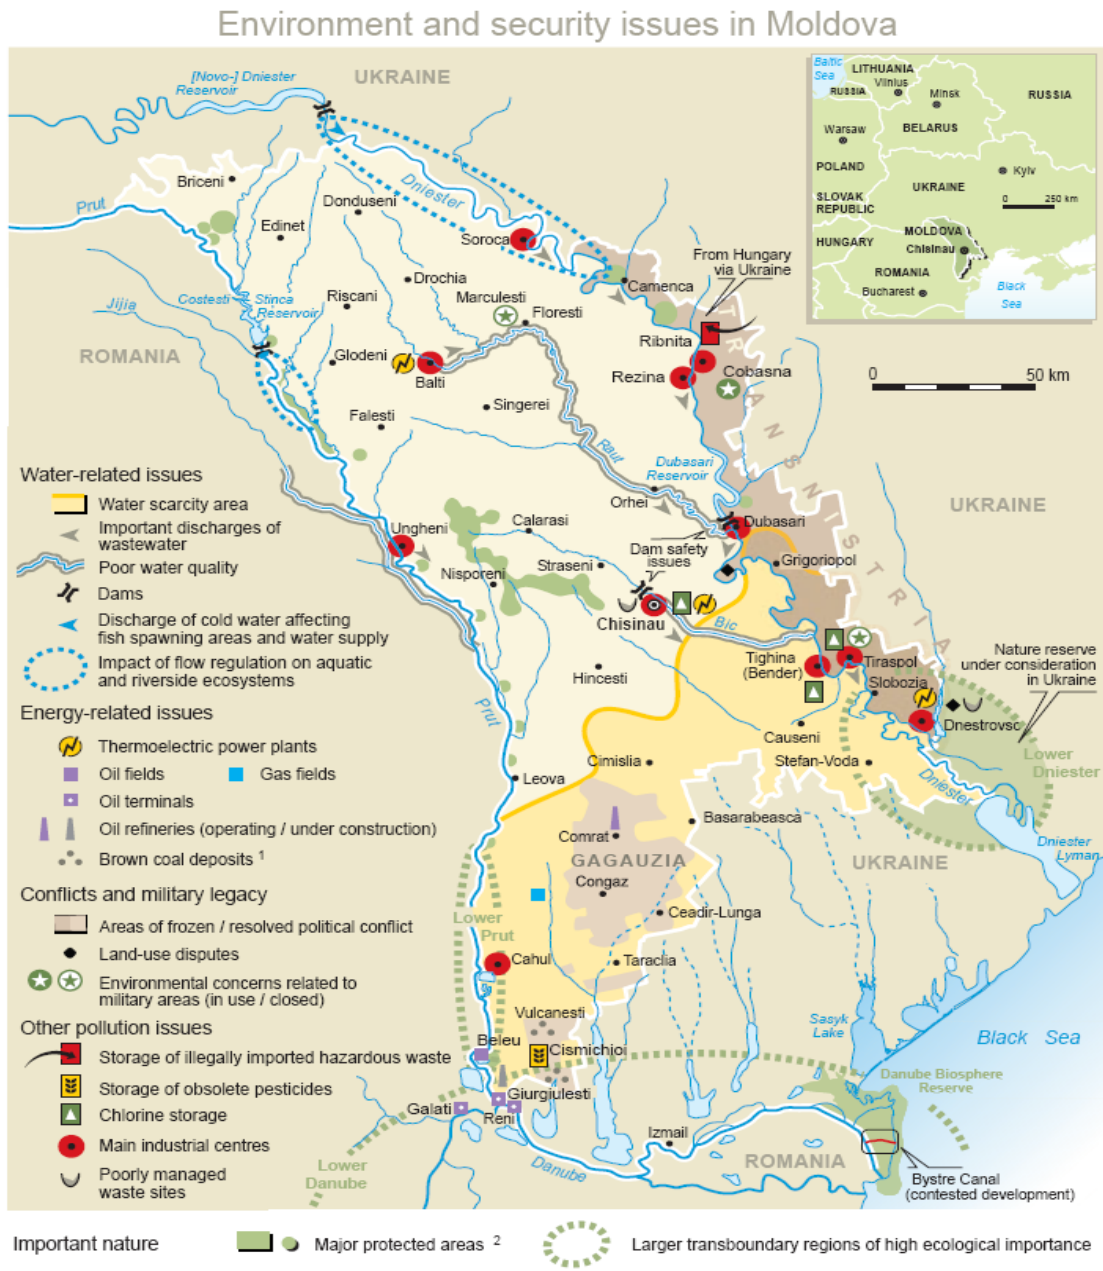 Environment and security issues in Moldova
[Novo-] Dniester
Reservoir
UKRAINE
Baltic
Sea
LITHUANIA
Vilnius
RUSSIA
Minsk
RUSSIA
Warsaw
BELARUS
POLAND
Kyiv
UKRAINE
SLOVAK
REPUBLIC
0 250 km
MOLDOVA
HUNGARY
Chisinau
ROMANIA
Bucharest
Black
Sea
Briceni
Prut
Donduseni
Dniester
Edinet
Soroca
From Hungary
via Ukraine
Drochia
Camenca
Costesti
Stinca
Reservoir
Riscani
Marculesti
Floresti
Jijia
ROMANIA
Ribnita
Glodeni
Balti
Rezina
Cobasna
0 50 km
TRANSNISTRIA
Singerei
Falesti
Raut
Dubasari
Reservoir
Orhei
UKRAINE
Water-related issues
Water scarcity area
Important discharges of
wastewater
Poor water quality
Dams
Discharge of cold water affecting
fish spawning areas and water supply
Impact of flow regulation on aquatic
and riverside ecosystems
Ungheni
Calarasi
Dubasari
Dam safety
issues
Grigoriopol
Straseni
Nisporeni
Chisinau
Bic
Tighina
(Bender)
Tiraspol
Slobozia
Nature reserve
under consideration
in Ukraine
Hincesti
Prut
Dnestrovsc
Causeni
Cimislia
Stefan-Voda
Lower
Dniester
Dniester
Leova
Energy-related issues
Thermoelectric power plants
Oil fields
Gas fields
Oil terminals
Oil refineries (operating / under construction)
Brown coal deposits 1
Basarabeasca
Comrat
Dniester
Lyman
GAGAUZIA
UKRAINE
Congaz
Ceadir-Lunga
Lower
Prut
Conflicts and military legacy
Areas of frozen / resolved political conflict
Land-use disputes
Environmental concerns related to
military areas (in use / closed)
Cahul
Taraclia
Vulcanesti
Sasyk
Lake
Black Sea
Beleu
Cismichioi
Danube Biosphere
Reserve
Other pollution issues
Storage of illegally imported hazardous waste
Storage of obsolete pesticides
Chlorine storage
Main industrial centres
Poorly managed
waste sites
Giurgiulesti
Galati
Reni
Izmail
Lower
Danube
Danube
ROMANIA
Bystre Canal
(contested development)
Important nature
Major protected areas 2
Larger transboundary regions of high ecological importance